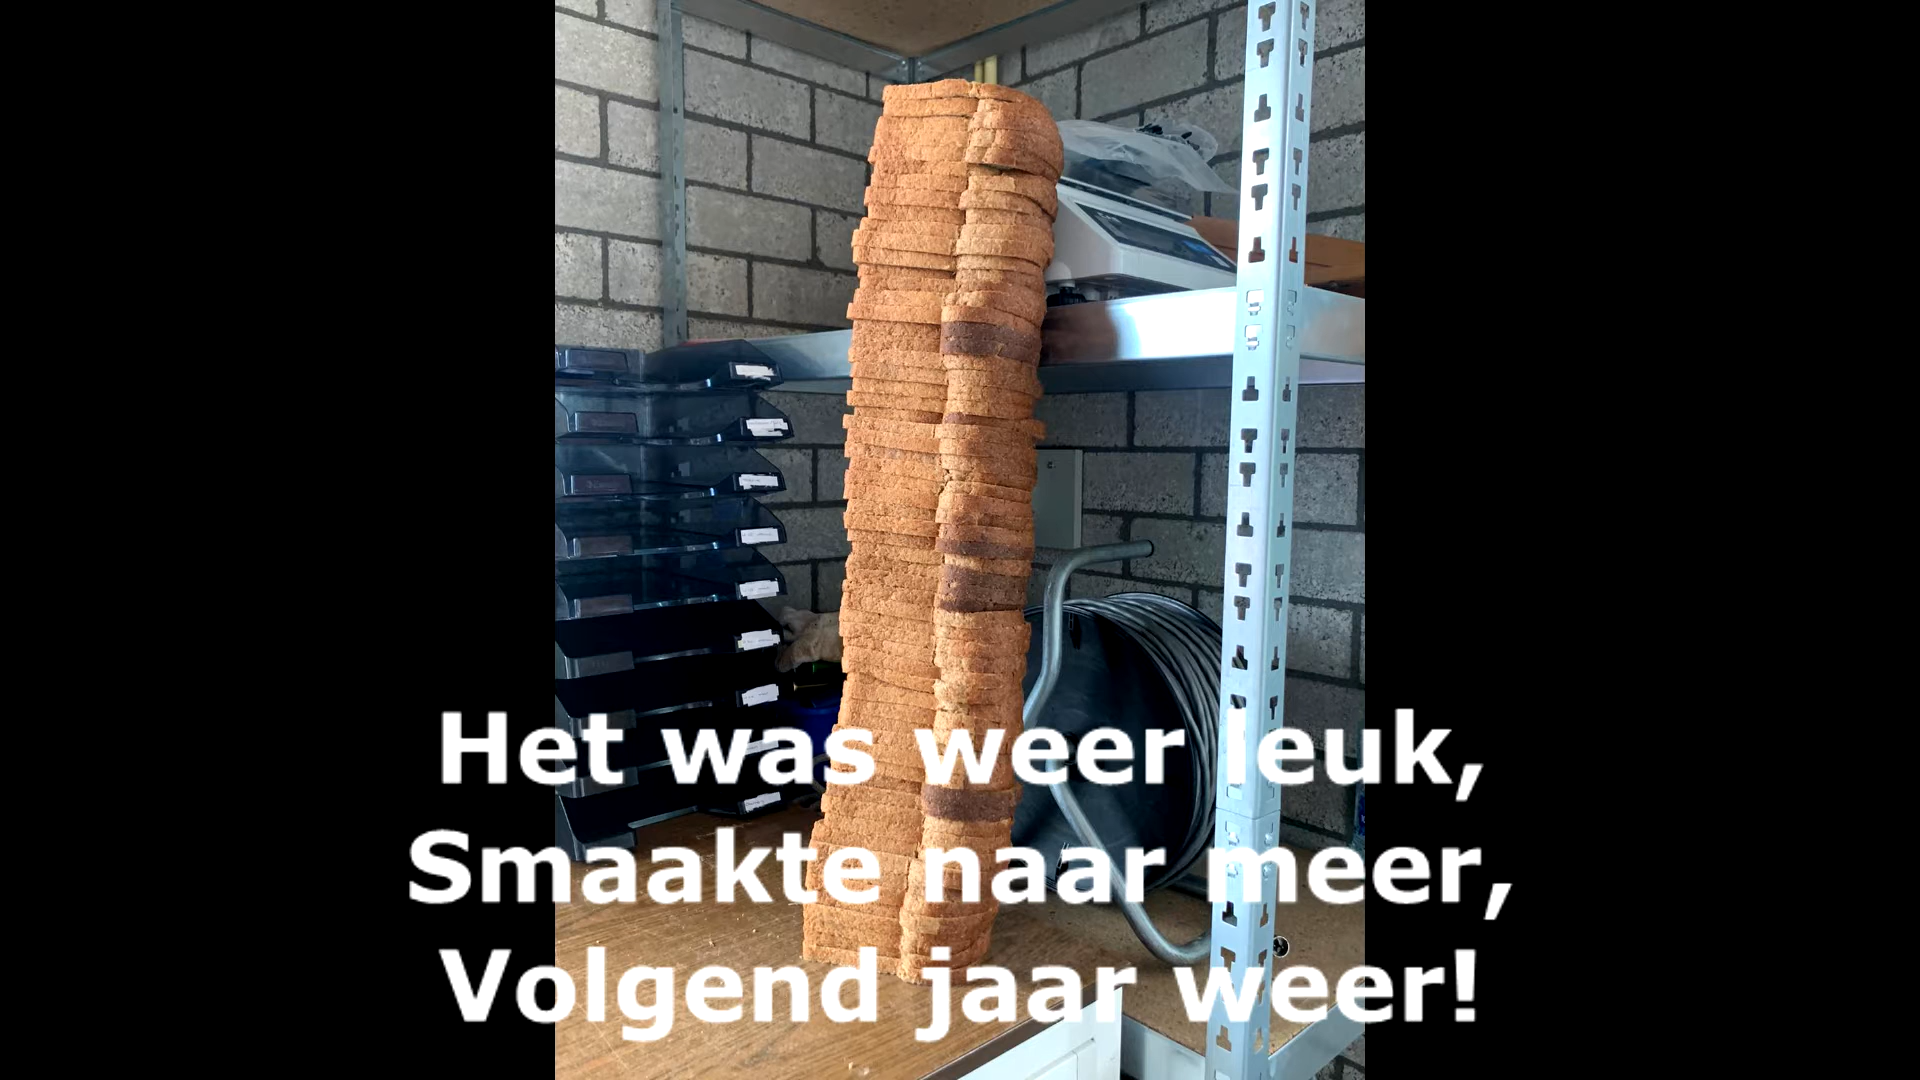 Het was weer leuk,
Smaakte naar meer,
Volgend jaar weer!